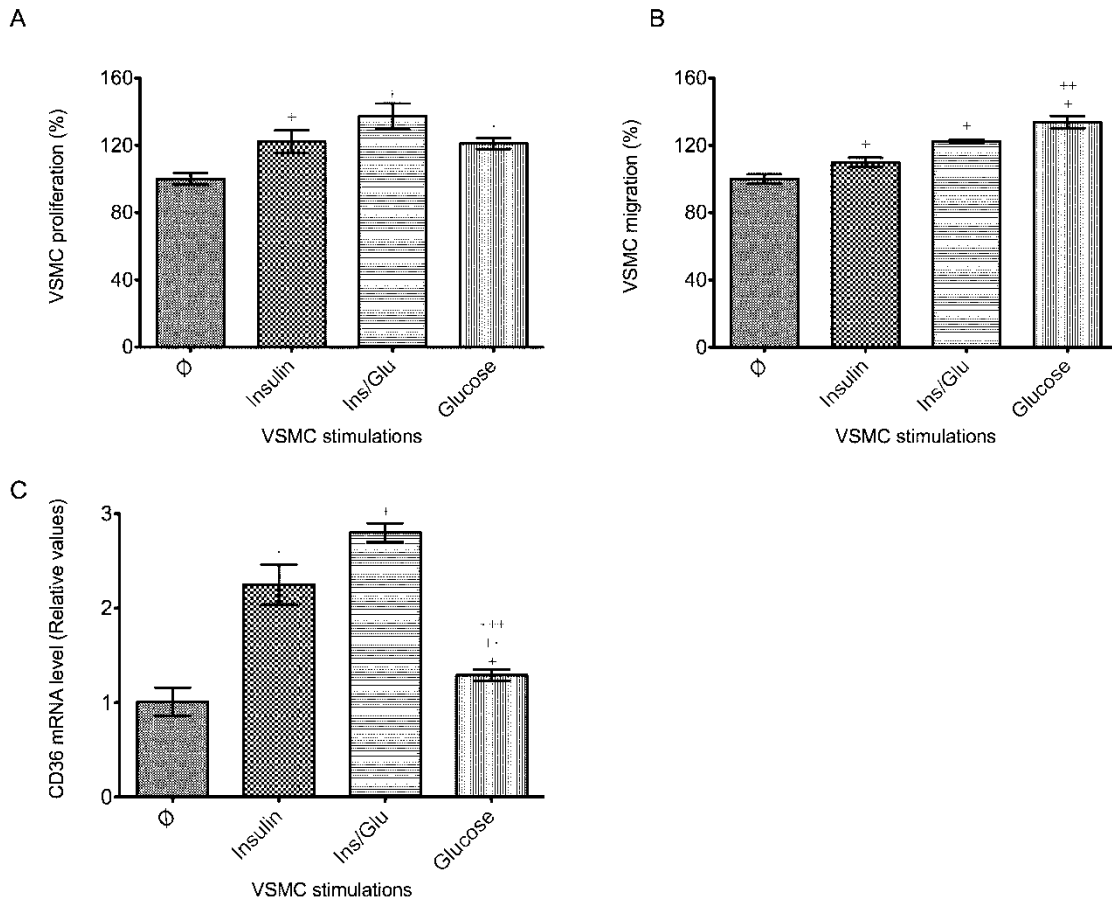 A
VSMC proliferation (%)
160
120
80
40
0
+
+
Ø
Insulin
Ins/Glu
Glucose
VSMC stimulations
B
VSMC migration (%)
160
120
80
40
0
+
+
++
+
Ø
Insulin
Ins/Glu
Glucose
VSMC stimulations
C
CD36 mRNA level (Relative values)
3
2
1
0
+
+
Ø
Insulin
Ins/Glu
Glucose
VSMC stimulations